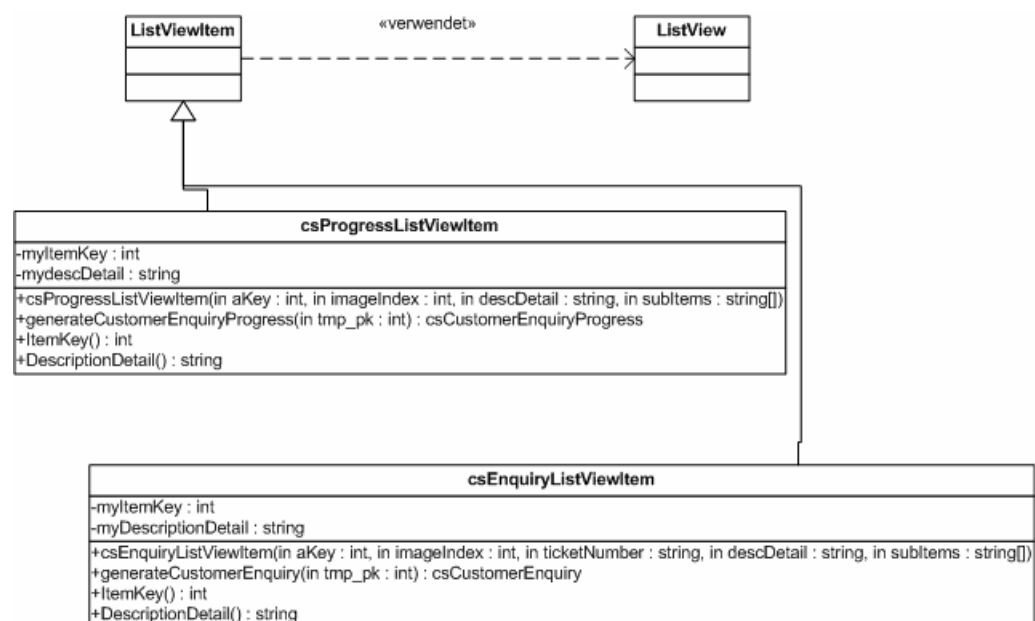 ListViewItem
«verwendet»
ListView
csProgressListViewItem
-myItemKey : int
-mydescDetail : string
+csProgressListViewItem(in aKey : int, in imageIndex : int, in descDetail : string, in subItems : string[])
+generateCustomerEnquiryProgress(in tmp_pk : int) : csCustomerEnquiryProgress
+ItemKey() : int
+DescriptionDetail() : string
csEnquiryListViewItem
-myItemKey : int
-myDescriptionDetail : string
+csEnquiryListViewItem(in aKey : int, in imageIndex : int, in ticketNumber : string, in descDetail : string, in subItems : string[])
+generateCustomerEnquiry(in tmp_pk : int) : csCustomerEnquiry
+ItemKey() : int
+DescriptionDetail() : string